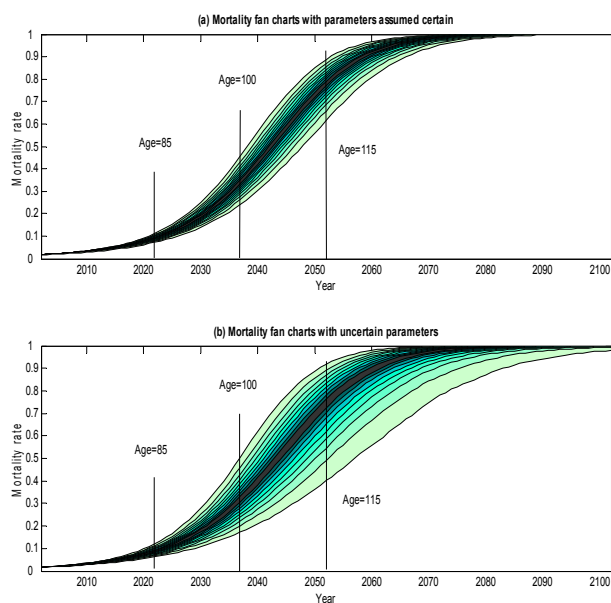 (a) Mortality fan charts with parameters assumed certain
1
0.9
0.8
0.7
0.6
0.5
0.4
0.3
0.2
0.1
0
Mortality rate
Age=85
Age=100
Age=115
2010 2020 2030 2040 2050 2060 2070 2080 2090 2100
Year
(b) Mortality fan charts with uncertain parameters
1
0.9
0.8
0.7
0.6
0.5
0.4
0.3
0.2
0.1
0
Mortality rate
Age=85
Age=100
Age=115
2010 2020 2030 2040 2050 2060 2070 2080 2090 2100
Year